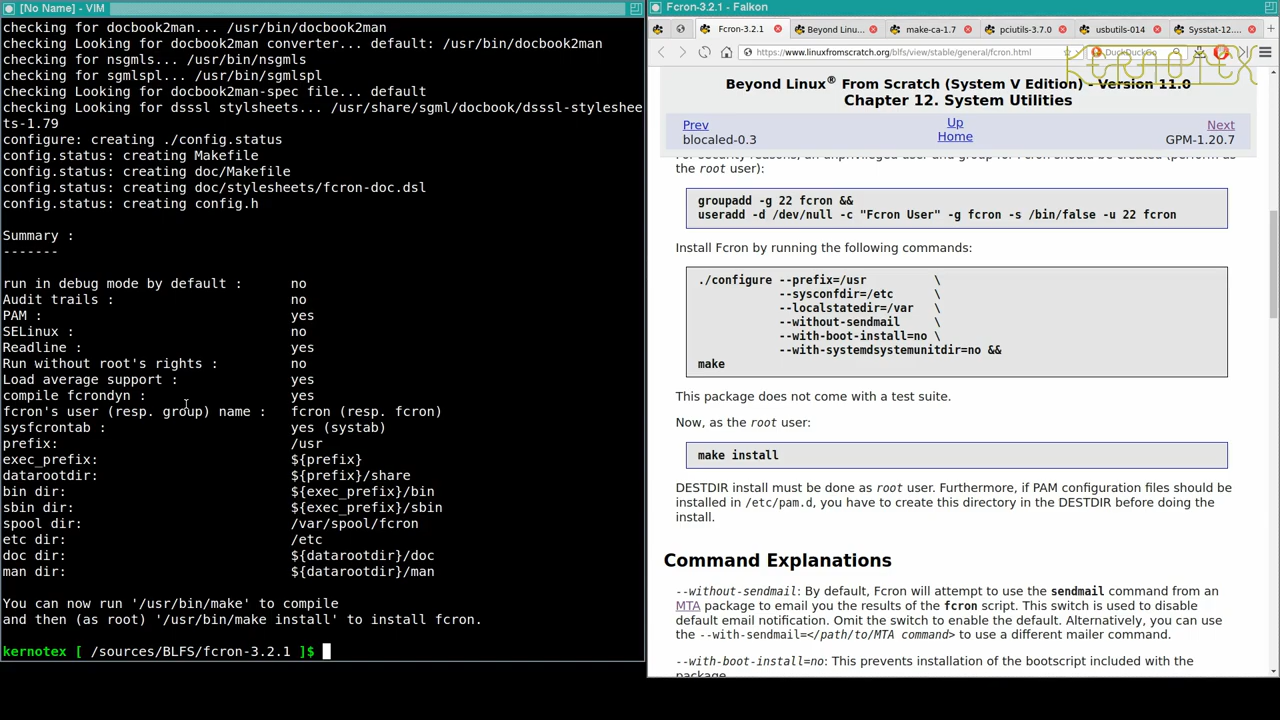 [No Name] - VIM
checking for docbook2man... /usr/bin/docbook2man
checking Looking for docbook2man converter... default: /usr/bin/docbook2man
checking for nsgmls... /usr/bin/nsgmls
checking for sgmlspl... /usr/bin/sgmlspl
checking for docbook2man-spec file... default
checking Looking for dsssl stylsheets... /usr/share/sgml/docbook/dsssl-styleshee
ts-1.79
configure: creating ./config.status
config.status: creating Makefile
config.status: creating doc/Makefile
config.status: creating doc/stylesheets/fcron-doc.dsl
config.status: creating config.h
Summary :
-------
run in debug mode by default : no
Audit trails : no
PAM : yes
SELinux : no
Readline : yes
Run without root's rights : no
Load average support : yes
compile fcrondyn : yes
fcron's user (resp. group) name : fcron (resp. fcron)
sysfcrontab : yes (systab)
prefix: /usr
exec_prefix: ${prefix}
datarootdir: ${prefix}/share
bin dir: ${exec_prefix}/bin
sbin dir: ${exec_prefix}/sbin
spool dir: /var/spool/fcron
etc dir: /etc
doc dir: ${datarootdir}/doc
man dir: ${datarootdir}/man
You can now run '/usr/bin/make' to compile
and then (as root) '/usr/bin/make install' to install fcron.
kernotex [ /sources/BLFS/fcron-3.2.1 ]$
Fcron-3.2.1 - Falkon
Fcron-3.2.1 Beyond Linu... make-ca-1.7 pciutils-3.7.0 usbutils-014 Sysstat-12....
https://www.linuxfromscratch.org/blfs/view/stable/general/fcron.html DuckDuckGo
KERNOTEX
Beyond Linux® From Scratch (System V Edition) - Version 11.0
Chapter 12. System Utilities
Prev Up Next
blocaled-0.3 Home GPM-1.20.7
For security reasons, an unprivileged user and group for Fcron should be created (perform as
the root user):
groupadd -g 22 fcron &&
useradd -d /dev/null -c "Fcron User" -g fcron -s /bin/false -u 22 fcron
Install Fcron by running the following commands:
./configure --prefix=/usr \
--sysconfdir=/etc \
--localstatedir=/var \
--without-sendmail \
--with-boot-install=no \
--with-systemdsystemunitdir=no &&
make
This package does not come with a test suite.
Now, as the root user:
make install
DESTDIR install must be done as root user. Furthermore, if PAM configuration files should be
installed in /etc/pam.d, you have to create this directory in the DESTDIR before doing the
install.
Command Explanations
--without-sendmail: By default, Fcron will attempt to use the sendmail command from an
MTA package to email you the results of the fcron script. This switch is used to disable
default email notification. Omit the switch to enable the default. Alternatively, you can use
the --with-sendmail=</path/to/MTA command> to use a different mailer command.
--with-boot-install=no: This prevents installation of the bootscript included with the
package.